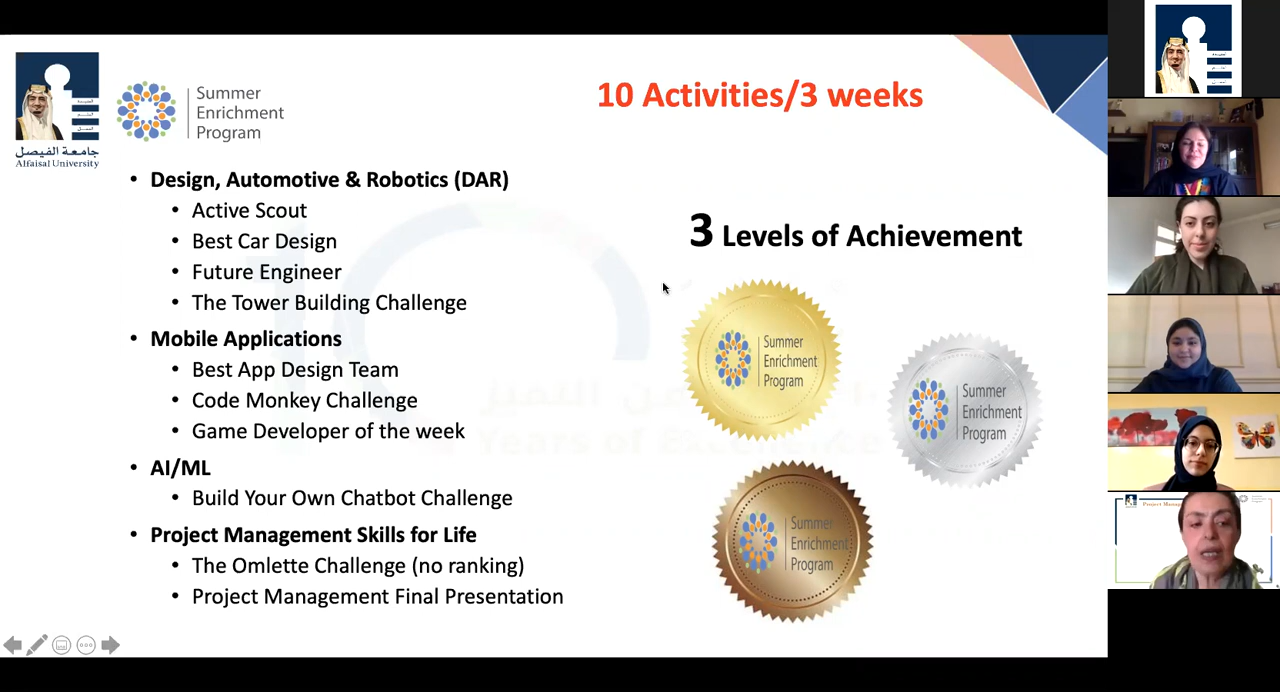 جامعة الفيصل
Alfaisal University
Summer
Enrichment
Program
10 Activities/3 weeks
• Design, Automotive & Robotics (DAR)
• Active Scout
• Best Car Design
• Future Engineer
• The Tower Building Challenge
• Mobile Applications
• Best App Design Team
• Code Monkey Challenge
• Game Developer of the week
• AI/ML
• Build Your Own Chatbot Challenge
• Project Management Skills for Life
• The Omlette Challenge (no ranking)
• Project Management Final Presentation
3 Levels of Achievement
Summer
Enrichment
Program
Summer
Enrichment
Program
Summer
Enrichment
Program
Years of Excellence